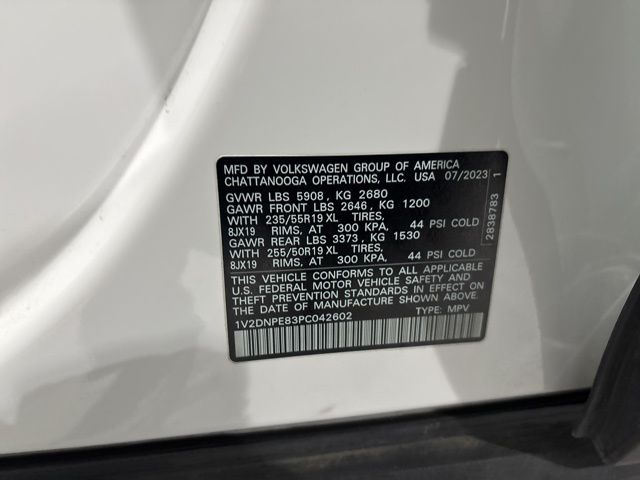 MFD BY VOLKSWAGEN GROUP OF AMERICA
CHATTANOOGA OPERATIONS, LLC. USA 07/2023 1
GVWR LBS 5908, KG 2680
GAWR FRONT LBS 2646, KG 1200
WITH 235/55R19 XL TIRES,
8JX19 RIMS, AT 300 KPA, 44 PSI COLD
GAWR REAR LBS 3373, KG 1530
WITH 255/50R19 XL TIRES,
8JX19 RIMS, AT 300 KPA, 44 PSI COLD
THIS VEHICLE CONFORMS TO ALL APPLICABLE
U.S. FEDERAL MOTOR VEHICLE SAFETY AND
THEFT PREVENTION STANDARDS IN EFFECT ON
THE DATE OF MANUFACTURE SHOWN ABOVE.
1V2DNPE83PC042602 TYPE: MPV
2838783